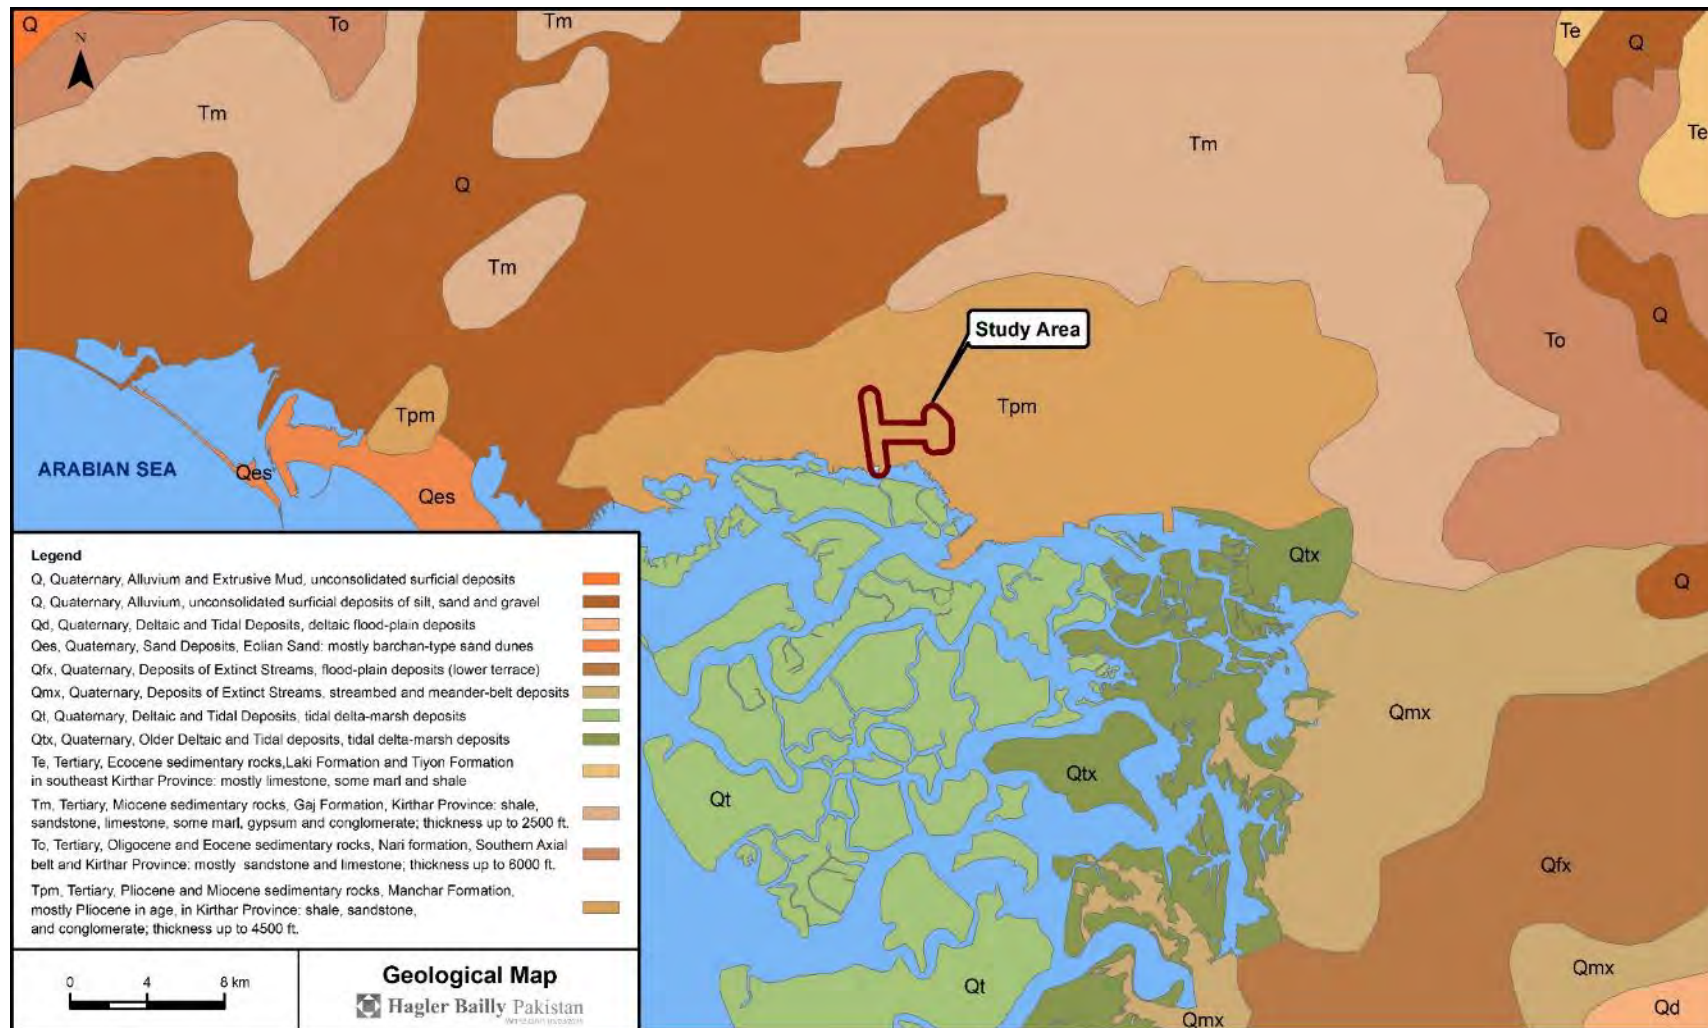 Q
To
Tm
Te
Q
N
Tm
Te
Tm
Q
Tm
Q
To
Study Area
Tpm
Tpm
ARABIAN SEA
Qes
Qes
Qtx
Q
Qmx
Qtx
Qt
Qfx
Qmx
Qt
Qd
Qmx
Legend
Q, Quaternary, Alluvium and Extrusive Mud, unconsolidated surficial deposits
Q, Quaternary, Alluvium, unconsolidated surficial deposits of silt, sand and gravel
Qd, Quaternary, Deltaic and Tidal Deposits, deltaic flood-plain deposits
Qes, Quaternary, Sand Deposits, Eolian Sand: mostly barchan-type sand dunes
Qfx, Quaternary, Deposits of Extinct Streams, flood-plain deposits (lower terrace)
Qmx, Quaternary, Deposits of Extinct Streams, streambed and meander-belt deposits
Qt, Quaternary, Deltaic and Tidal Deposits, tidal delta-marsh deposits
Qtx, Quaternary, Older Deltaic and Tidal deposits, tidal delta-marsh deposits
Te, Tertiary, Ecocene sedimentary rocks,Laki Formation and Tiyon Formation
in southeast Kirthar Province: mostly limestone, some marl and shale
Tm, Tertiary, Miocene sedimentary rocks, Gaj Formation, Kirthar Province: shale,
sandstone, limestone, some marl, gypsum and conglomerate; thickness up to 2500 ft.
To, Tertiary, Oligocene and Eocene sedimentary rocks, Nari formation, Southern Axial
belt and Kirthar Province: mostly sandstone and limestone; thickness up to 6000 ft.
Tpm, Tertiary, Pliocene and Miocene sedimentary rocks, Manchar Formation,
mostly Pliocene in age, in Kirthar Province: shale, sandstone,
and conglomerate; thickness up to 4500 ft.
0 4 8 km
Geological Map
Hagler Bailly Pakistan